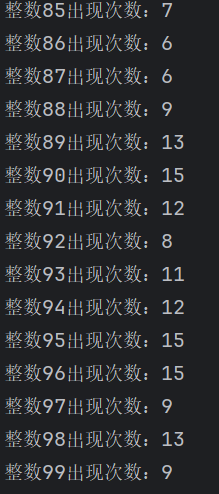 整数85出现次数：7
整数86出现次数：6
整数87出现次数：6
整数88出现次数：9
整数89出现次数：13
整数90出现次数：15
整数91出现次数：12
整数92出现次数：8
整数93出现次数：11
整数94出现次数：12
整数95出现次数：15
整数96出现次数：15
整数97出现次数：9
整数98出现次数：13
整数99出现次数：9